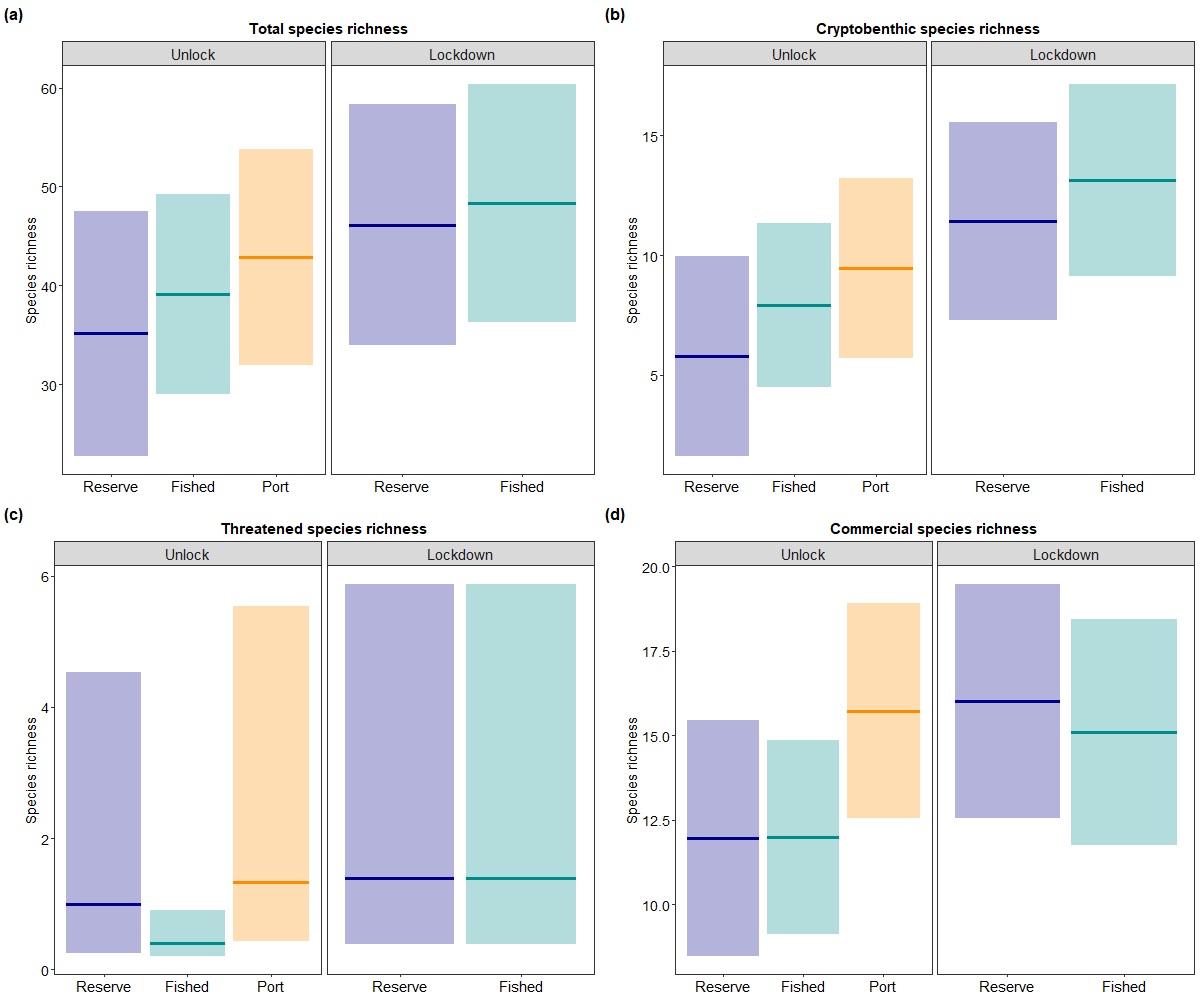 (a)
Total species richness
Unlock
Lockdown
Species richness
60
50
40
30
Reserve
Fished
Port
Reserve
Fished
(b)
Cryptobenthic species richness
Unlock
Lockdown
Species richness
15
10
5
Reserve
Fished
Port
Reserve
Fished
(c)
Threatened species richness
Unlock
Lockdown
Species richness
6
4
2
0
Reserve
Fished
Port
Reserve
Fished
(d)
Commercial species richness
Unlock
Lockdown
Species richness
20.0
17.5
15.0
12.5
10.0
Reserve
Fished
Port
Reserve
Fished